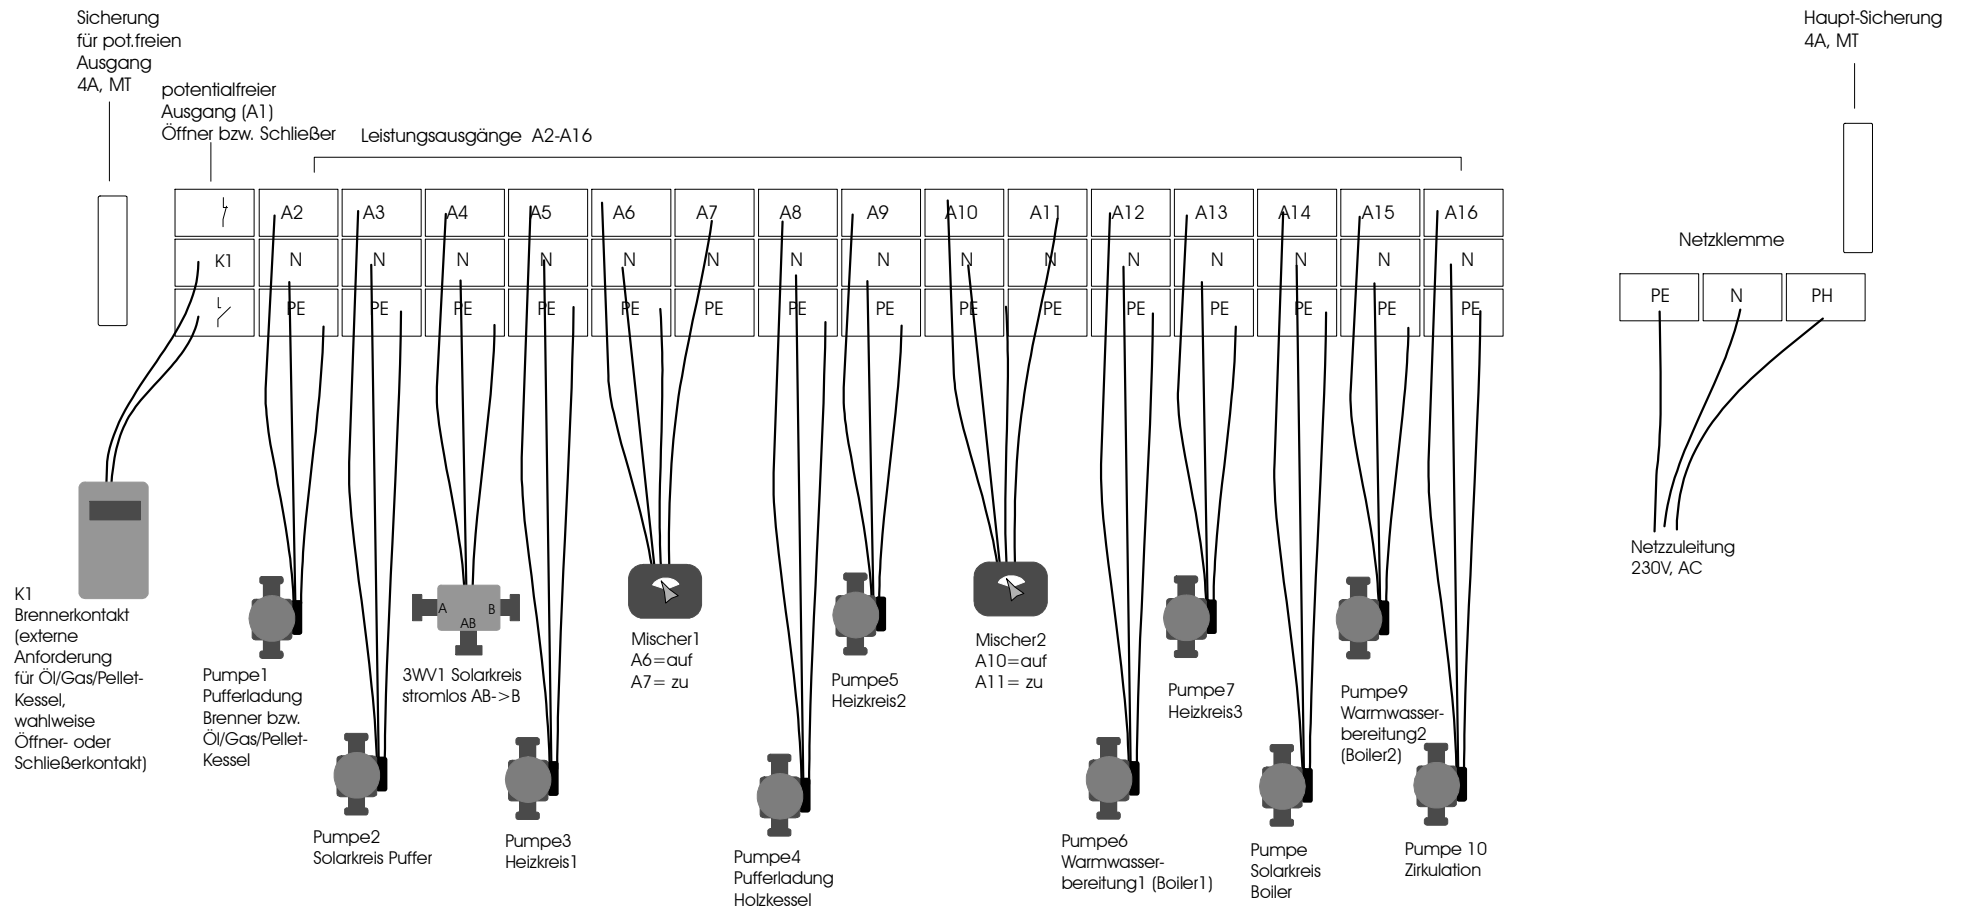 Sicherung
für pot.freien
Ausgang
4A, MT
potentialfreier
Ausgang (A1)
Öffner bzw. Schließer
Leistungsausgänge A2-A16
Haupt-Sicherung
4A, MT
A2 A3 A4 A5 A6 A7 A8 A9 A10 A11 A12 A13 A14 A15 A16
K1 N N N N N N N N N N N N N N N
PE PE PE PE PE PE PE PE PE PE PE PE PE PE PE
Netzklemme
PE N PH
Netzzuleitung
230V, AC
K1
Brennerkontakt
(externe
Anforderung
für Öl/Gas/Pellet-
Kessel,
wahlweise
Öffner- oder
Schließerkontakt)
Pumpe1
Pufferladung
Brenner bzw.
Öl/Gas/Pellet-
Kessel
Pumpe2
Solarkreis Puffer
A B
AB
3WV1 Solarkreis
stromlos AB->B
Pumpe3
Heizkreis1
Mischer1
A6=auf
A7= zu
Pumpe4
Pufferladung
Holzkessel
Pumpe5
Heizkreis2
Mischer2
A10=auf
A11= zu
Pumpe6
Warmwasser-
bereitung1 (Boiler1)
Pumpe7
Heizkreis3
Pumpe
Solarkreis
Boiler
Pumpe9
Warmwasser-
bereitung2
(Boiler2)
Pumpe 10
Zirkulation